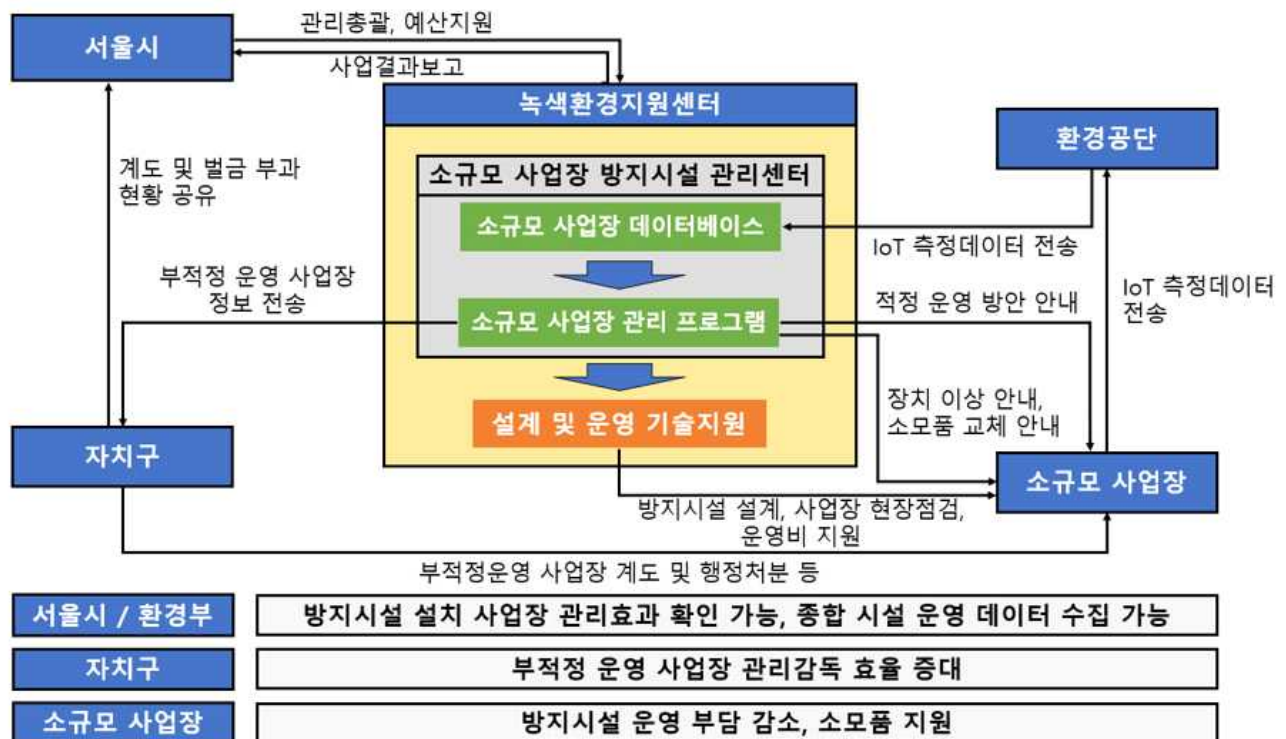 관리총괄, 예산지원
서울시
사업결과보고
녹색환경지원센터
환경공단
계도 및 벌금 부과
현황 공유
소규모 사업장 방지시설 관리센터
소규모 사업장 데이터베이스
IoT 측정데이터 전송
부적정 운영 사업장
정보 전송
소규모 사업장 관리 프로그램
적정 운영 방안 안내
IoT 측정데이터
전송
장치 이상 안내,
소모품 교체 안내
설계 및 운영 기술지원
자치구
소규모 사업장
방지시설 설계, 사업장 현장점검,
운영비 지원
부적정운영 사업장 계도 및 행정처분 등
서울시 / 환경부
방지시설 설치 사업장 관리효과 확인 가능, 종합 시설 운영 데이터 수집 가능
자치구
부적정 운영 사업장 관리감독 효율 증대
소규모 사업장
방지시설 운영 부담 감소, 소모품 지원